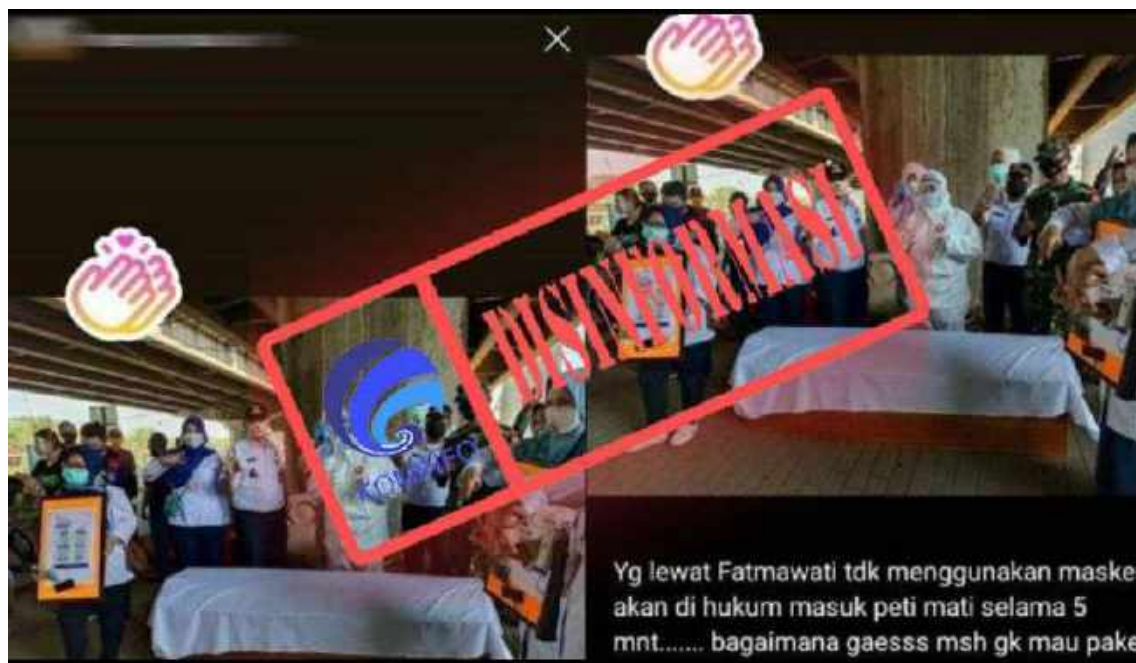 DISINFORMASI
KOMINFO
Yg lewat Fatmawati tdk menggunakan maske
akan di hukum masuk peti mati selama 5
mnt....... bagaimana gaesss msh gk mau pake